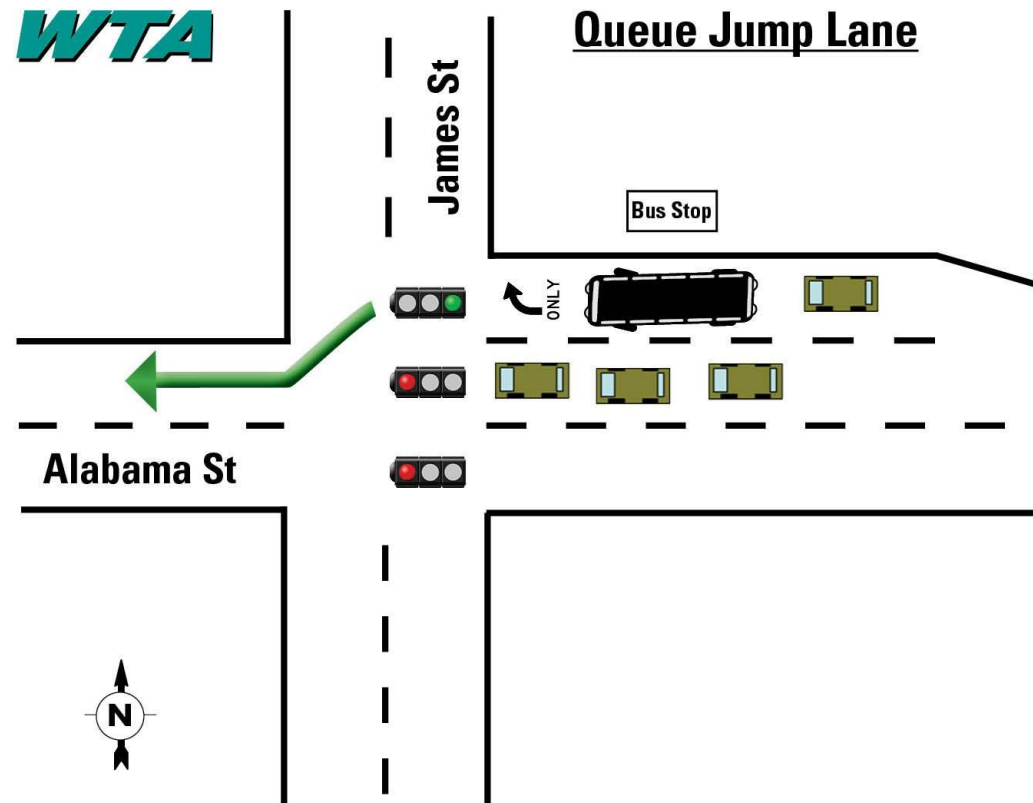 WTA
Queue Jump Lane
James St
Bus Stop
ONLY
Alabama St
N